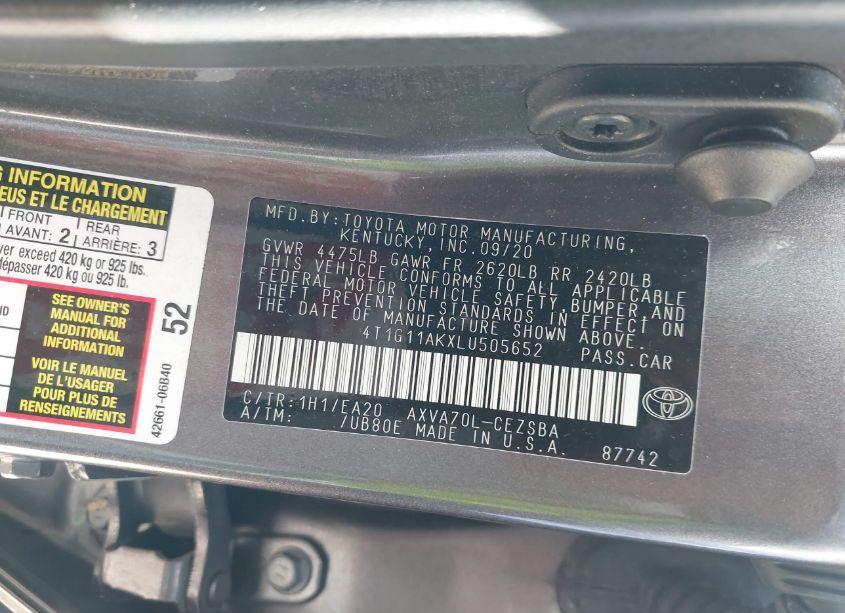 G INFORMATION
EUS ET LE CHARGEMENT
FRONT
AVANT: 2
REAR
ARRIÈRE: 3
ver exceed 420 kg or 925 lbs.
dépasser 420 kg ou 925 lb.
SEE OWNER'S
MANUAL FOR
ADDITIONAL
INFORMATION
VOIR LE MANUEL
DE L'USAGER
POUR PLUS DE
RENSEIGNEMENTS
52
42661-06B40
MFD. BY: TOYOTA MOTOR MANUFACTURING,
KENTUCKY, INC. 09/20
GVWR 4475LB GAWR FR 2620LB RR 2420LB
THIS VEHICLE CONFORMS TO ALL APPLICABLE
FEDERAL MOTOR VEHICLE SAFETY, BUMPER, AND
THEFT PREVENTION STANDARDS IN EFFECT ON
THE DATE OF MANUFACTURE SHOWN ABOVE.
4T1G11AKXLU505652 PASS.CAR
C/TR: 1H1/EA20 AXVA70L-CEZSBA
A/TM: /UB80E MADE IN U.S.A.
87742